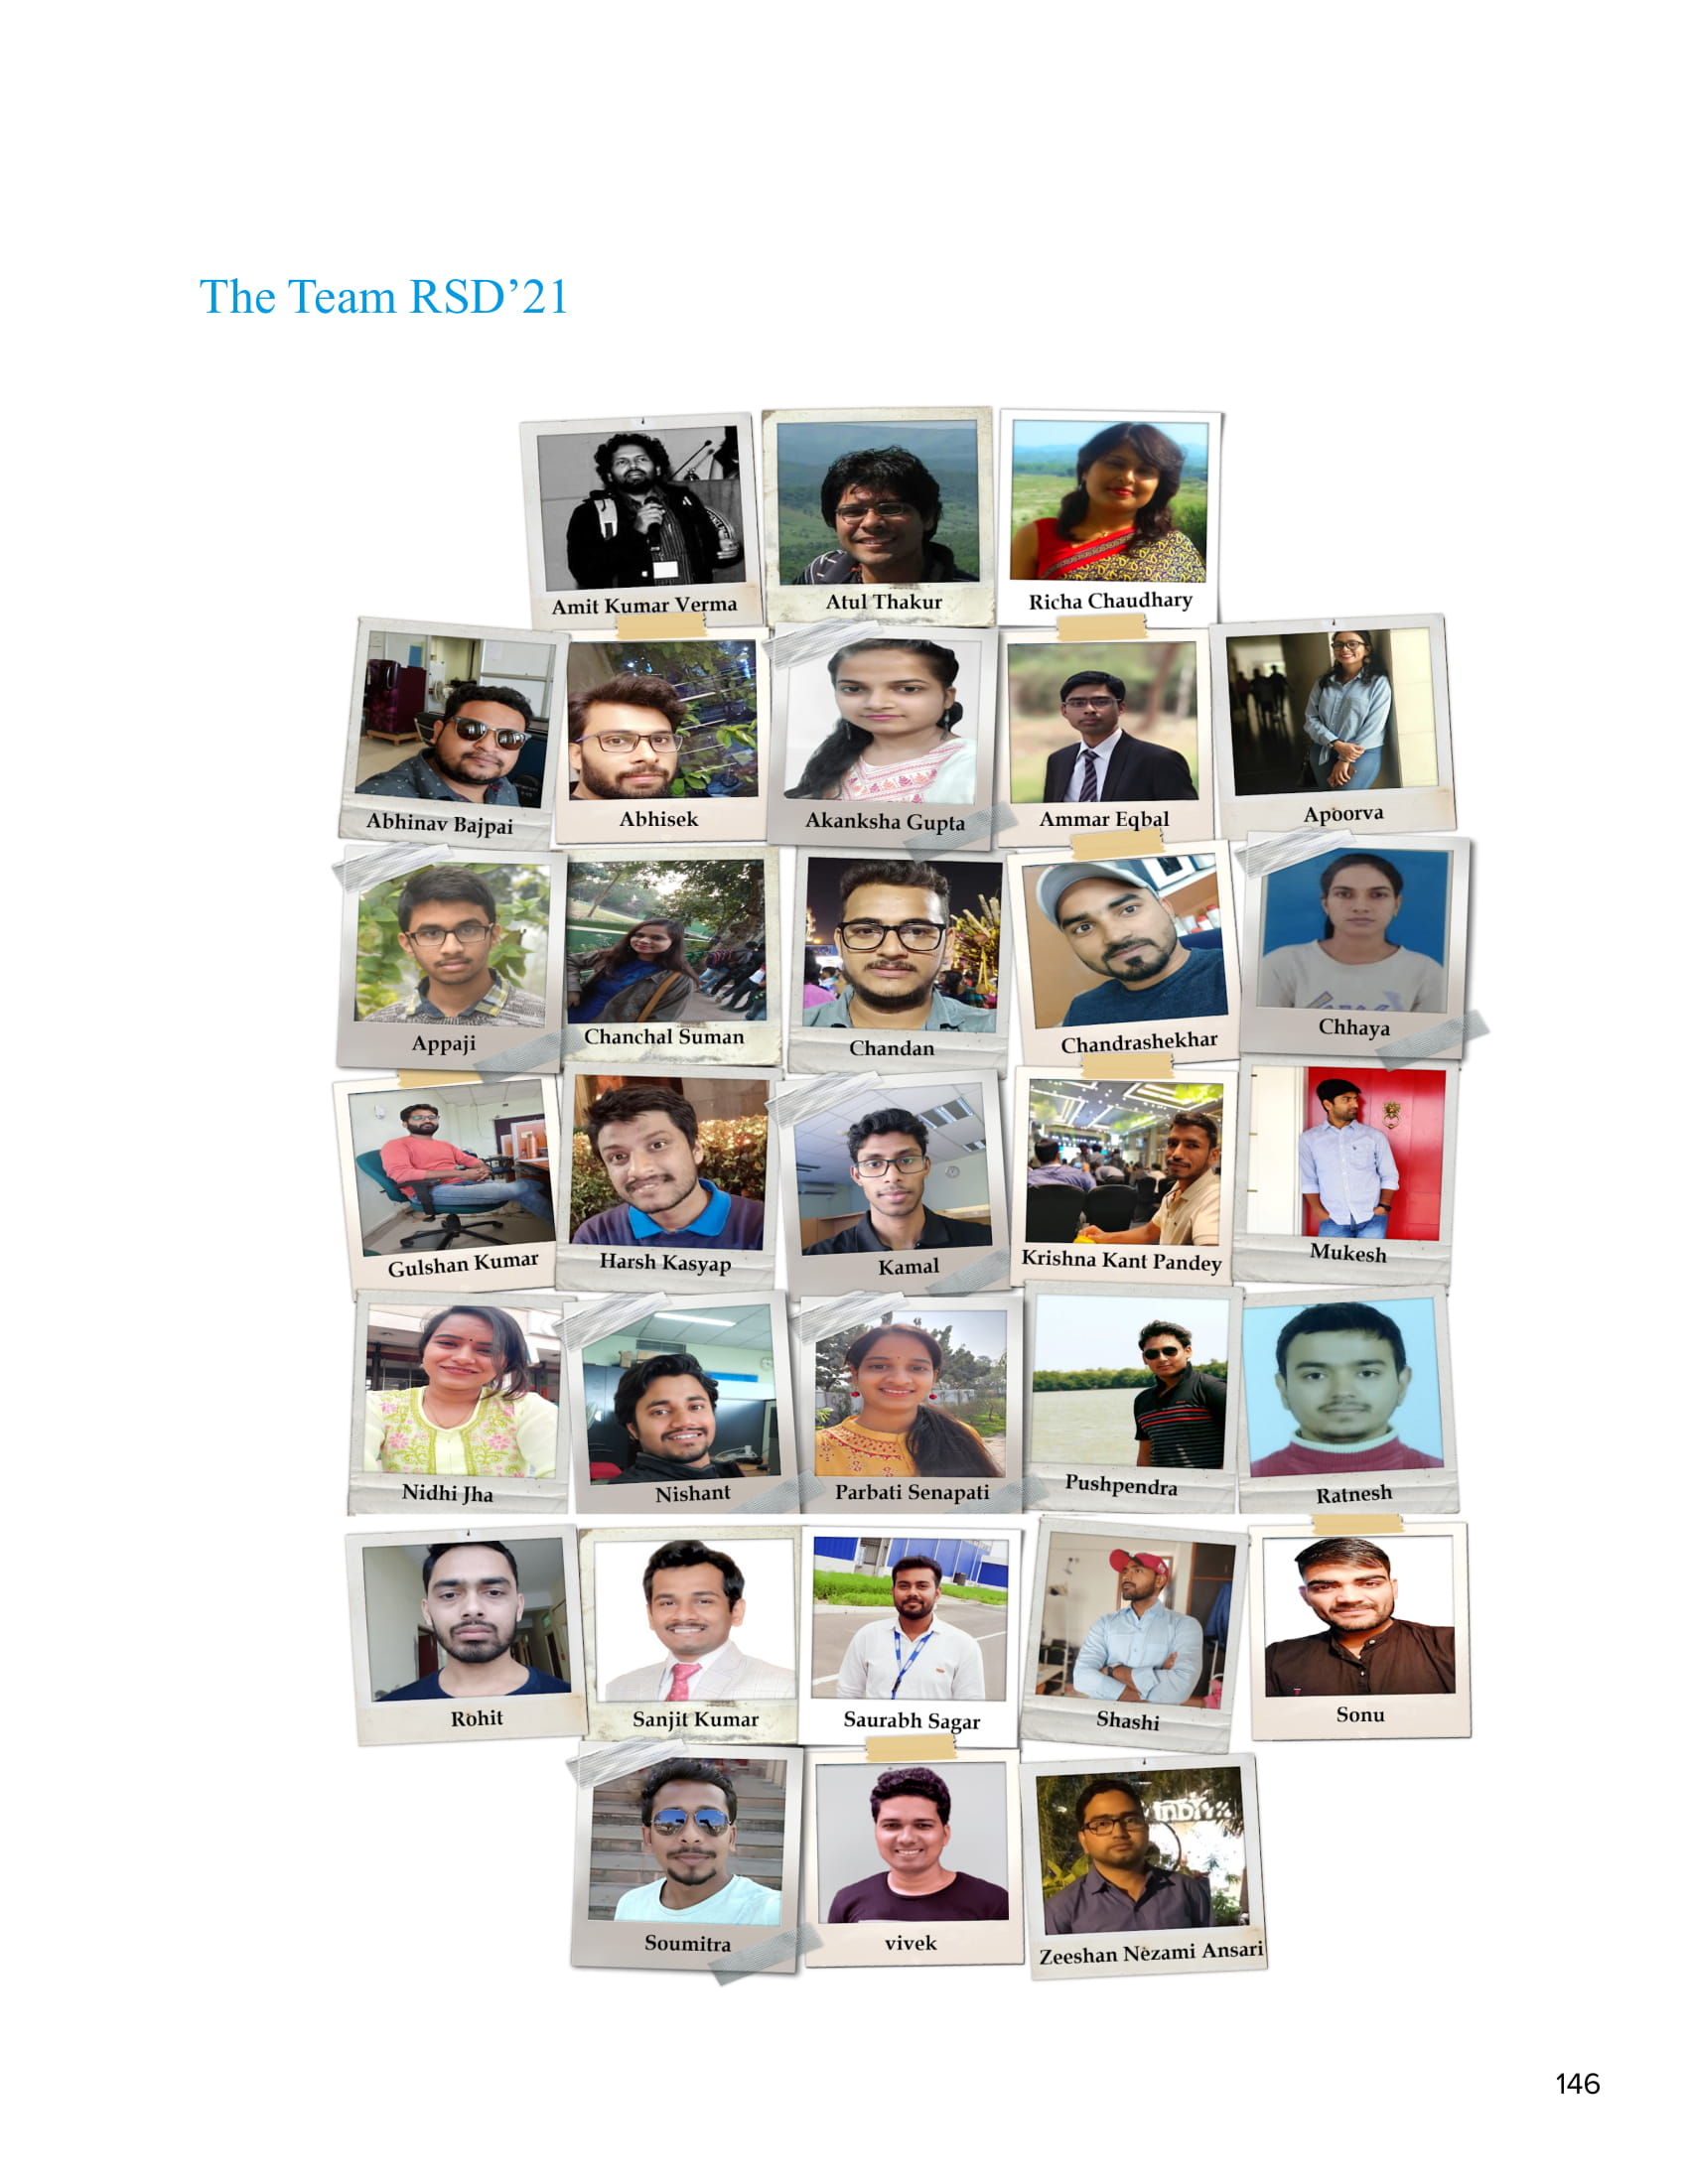 The Team RSD’21
Amit Kumar Verma
Atul Thakur
Richa Chaudhary
Abhinav Bajpai
Abhisek
Akanksha Gupta
Ammar Eqbal
Apoorva
Appaji
Chanchal Suman
Chandan
Chandrashekhar
Chhaya
Gulshan Kumar
Harsh Kasyap
Kamal
Krishna Kant Pandey
Mukesh
Nidhi Jha
Nishant
Parbati Senapati
Pushpendra
Ratnesh
Rohit
Sanjit Kumar
Saurabh Sagar
Shashi
Sonu
Soumitra
vivek
Zeeshan Nezami Ansari
146